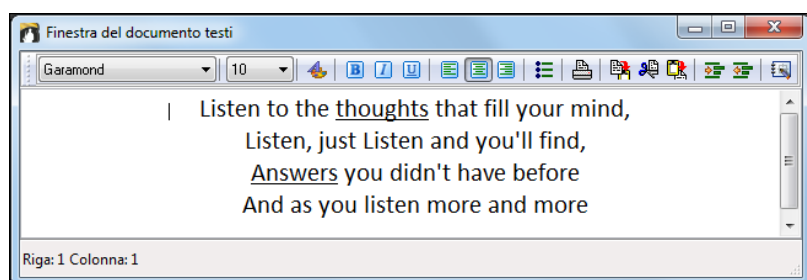 Finestra del documento testi
Garamond 10 B I U
Listen to the thoughts that fill your mind,
Listen, just Listen and you'll find,
Answers you didn't have before
And as you listen more and more
Riga: 1 Colonna: 1